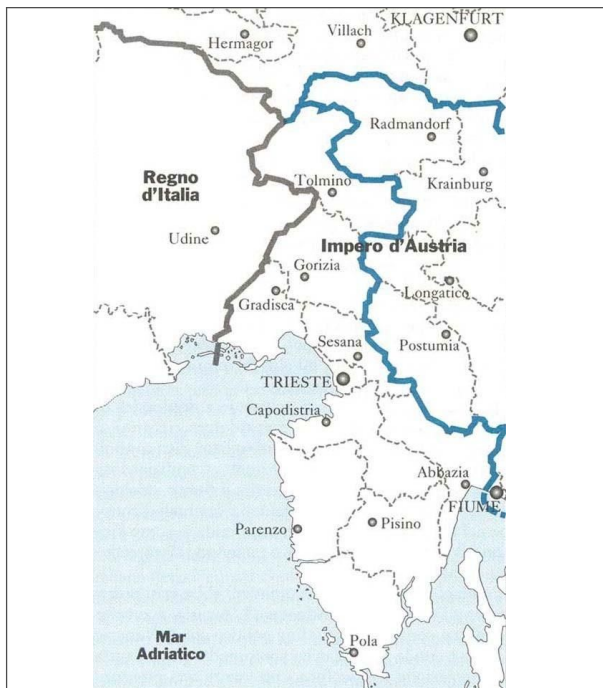 KLAGENFURT
Villach
Hermagor
Radmandorf
Regno
d'Italia
Tolmino
Krainburg
Udine
Impero d'Austria
Gorizia
Gradisca
Longatico
Sesana
Postumia
TRIESTE
Capodistria
Abbazia
FIUME
Parenzo
Pisino
Mar
Adriatico
Pola